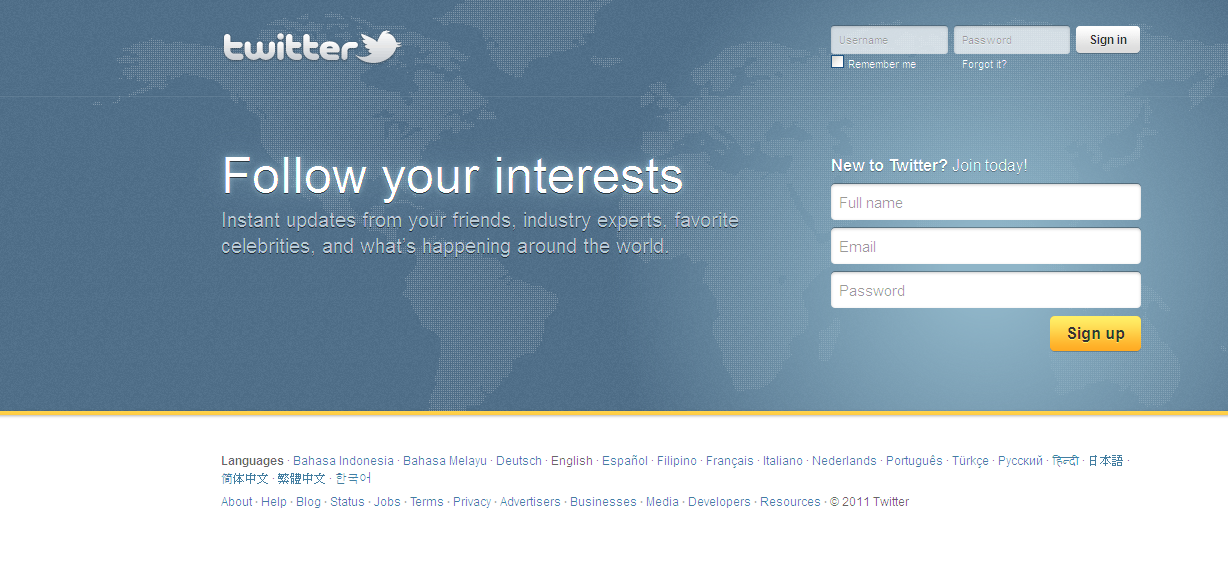 twitter
Username Password Sign in
Remember me Forgot it?
Follow your interests
Instant updates from your friends, industry experts, favorite
celebrities, and what's happening around the world.
New to Twitter? Join today!
Full name
Email
Password
Sign up
Languages · Bahasa Indonesia · Bahasa Melayu · Deutsch · English · Español · Filipino · Français · Italiano · Nederlands · Português · Türkçe · Русский · हिन्दी · 日本語 ·
简体中文 · 繁體中文 · 한국어
About · Help · Blog · Status · Jobs · Terms · Privacy · Advertisers · Businesses · Media · Developers · Resources · © 2011 Twitter